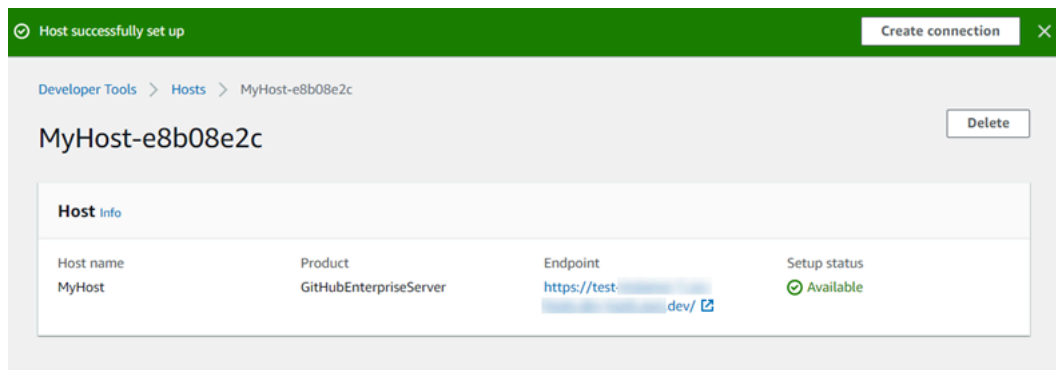 Host successfully set up
Create connection
Developer Tools > Hosts > MyHost-e8b08e2c
MyHost-e8b08e2c
Delete
Host Info
Host name
Product
Endpoint
Setup status
MyHost
GitHubEnterpriseServer
https://test-
dev/
Available